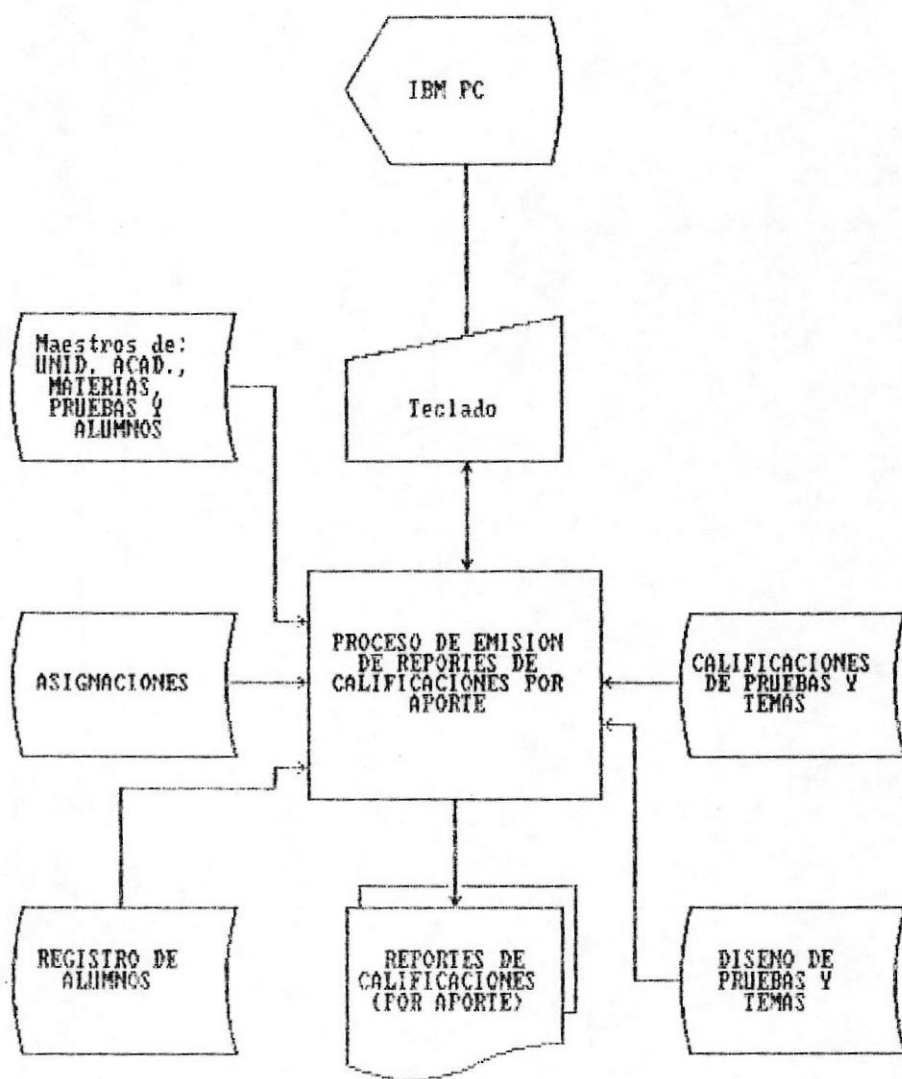 IBM PC
Maestros de:
UNID. ACAD.,
MATERIAS,
PRUEBAS Y
ALUMNOS
Teclado
PROCESO DE EMISION
DE REPORTES DE
CALIFICACIONES POR
APORTE
ASIGNACIONES
CALIFICACIONES
DE PRUEBAS Y
TEMAS
REGISTRO DE
ALUMNOS
REPORTES DE
CALIFICACIONES
(POR APORTE)
DISENO DE
PRUEBAS Y
TEMAS